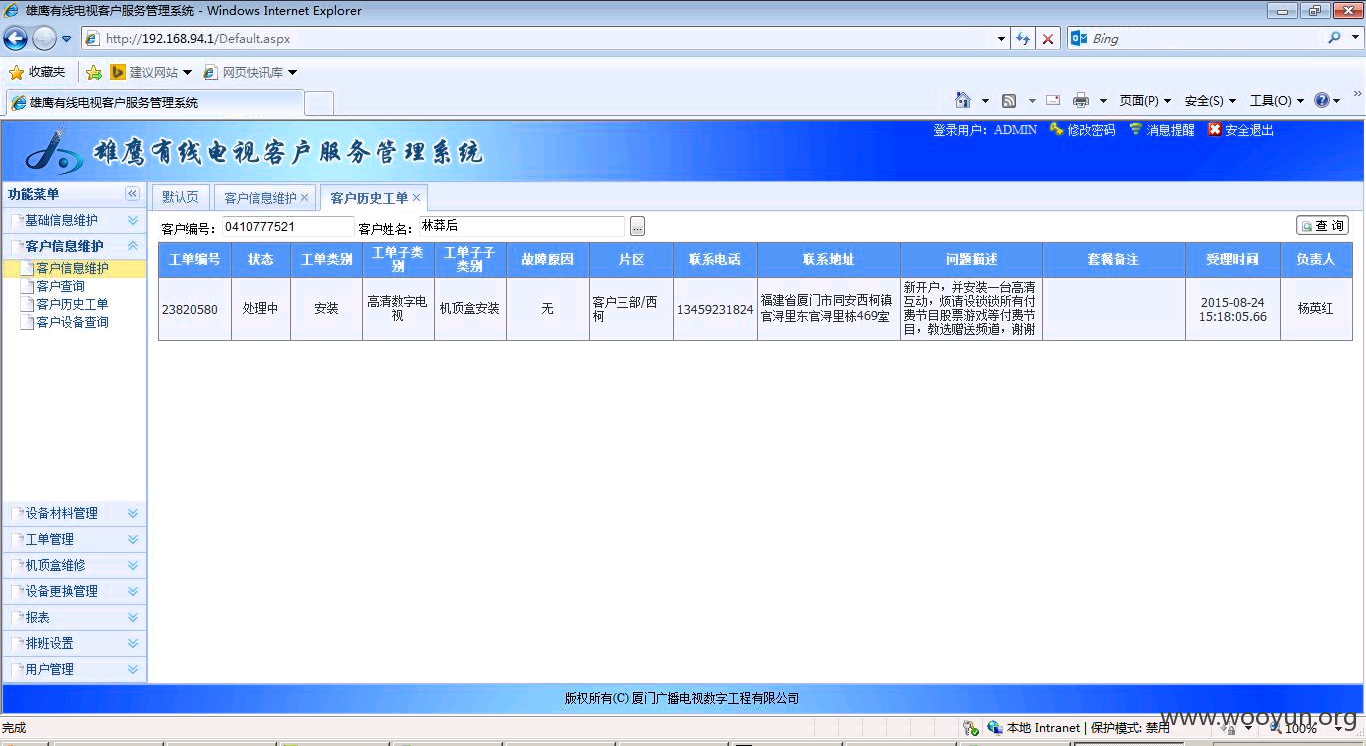 雄鹰有线电视客户服务管理系统 - Windows Internet Explorer
http://192.168.94.1/Default.aspx
Bing
收藏夹 建议网站 网页快讯库
雄鹰有线电视客户服务管理系统
页面(P) 安全(S) 工具(O)
登录用户: ADMIN 修改密码 消息提醒 安全退出
雄鹰有线电视客户服务管理系统
功能菜单
基础信息维护
客户信息维护
客户信息维护
客户查询
客户历史工单
客户设备查询
设备材料管理
工单管理
机顶盒维修
设备更换管理
报表
排班设置
用户管理
默认页 客户信息维护 客户历史工单
客户编号: 0410777521 客户姓名: 林莽后 ... 查 询
工单编号 状态 工单类别 工单子类别 工单子子类别 故障原因 片区 联系电话 联系地址 问题描述 套餐备注 受理时间 负责人
23820580 处理中 安装 高清数字电视 机顶盒安装 无 客户三部/西柯 13459231824 福建省厦门市同安西柯镇官浔里东官浔里栋469室 新开户，并安装一台高清互动，烦请设锁锁所有付费节目股票游戏等付费节目，教选赠送频道，谢谢 2015-08-24 15:18:05.66 杨英红
版权所有(C) 厦门广播电视数字工程有限公司
完成 本地 Intranet | 保护模式: 禁用 100%
www.wooyun.org